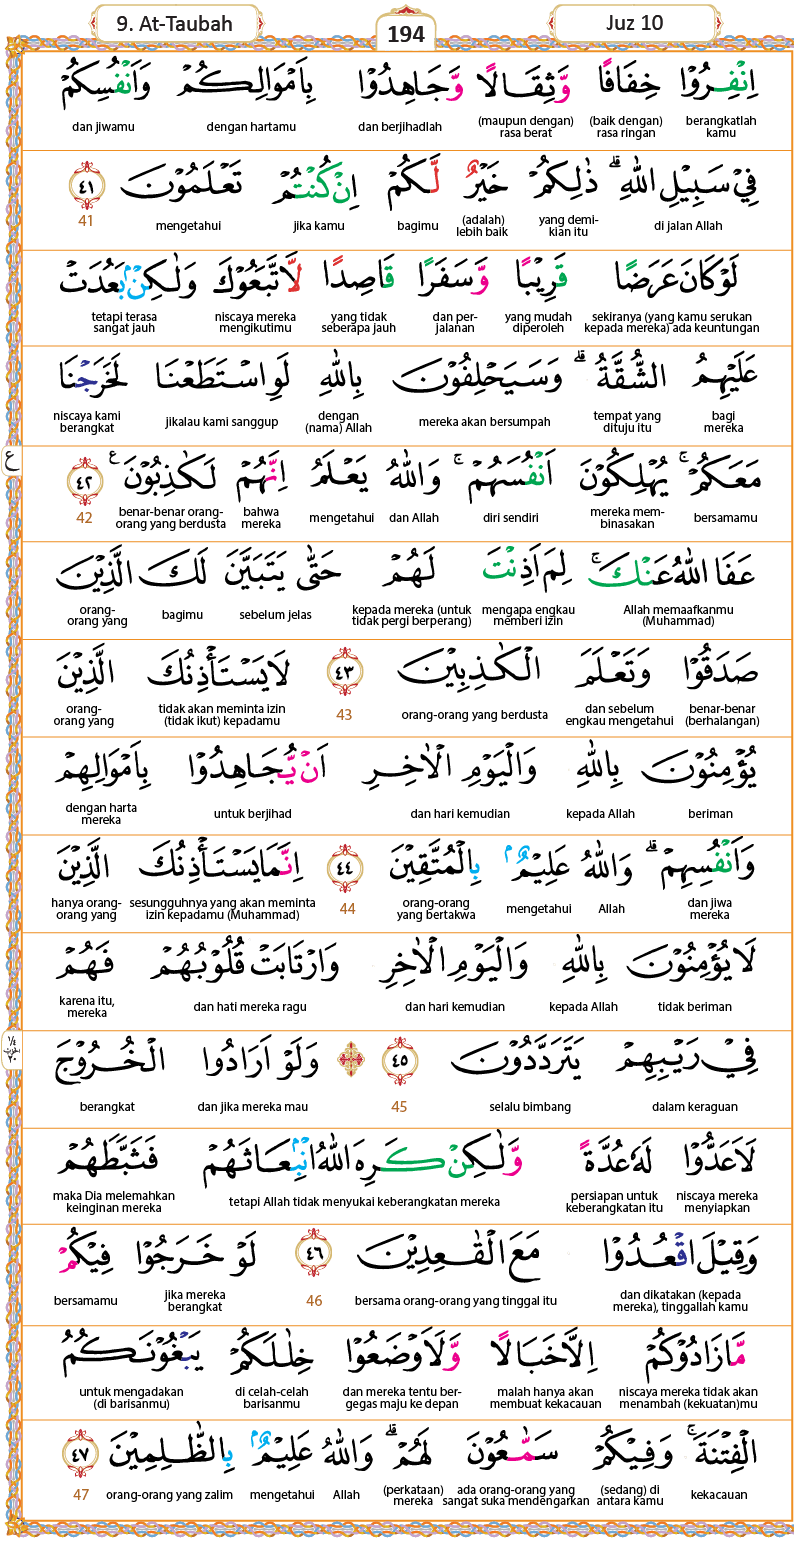 9. At-Taubah 194 Juz 10
اِنْفِرُوْا خِفَافًا وَّثِقَالًا وَّجَاهِدُوْا بِاَمْوَالِكُمْ وَاَنْفُسِكُمْ
berangkatlah kamu (baik dengan) rasa ringan (maupun dengan) rasa berat dan berjihadlah dengan hartamu dan jiwamu
فِيْ سَبِيْلِ اللّٰهِ ۗ ذٰلِكُمْ خَيْرٌ لَّكُمْ اِنْ كُنْتُمْ تَعْلَمُوْنَ ٤١
di jalan Allah yang demi-kian itu (adalah) lebih baik bagimu jika kamu mengetahui 41
لَوْ كَانَ عَرَضًا قَرِيْبًا وَّسَفَرًا قَاصِدًا لَّاتَّبَعُوْكَ وَلٰكِنْۢ بَعُدَتْ
sekiranya (yang kamu serukan kepada mereka) ada keuntungan yang mudah diperoleh dan per-jalanan yang tidak seberapa jauh niscaya mereka mengikutimu tetapi terasa sangat jauh
عَلَيْهِمُ الشُّقَّةُ ۗ وَسَيَحْلِفُوْنَ بِاللّٰهِ لَوِ اسْتَطَعْنَا لَخَرَجْنَا
bagi mereka tempat yang dituju itu mereka akan bersumpah dengan (nama) Allah jikalau kami sanggup niscaya kami berangkat
مَعَكُمْ ۚ يُهْلِكُوْنَ اَنْفُسَهُمْ ۚ وَاللّٰهُ يَعْلَمُ اِنَّهُمْ لَكٰذِبُوْنَ ࣖ ٤٢ ع
bersamamu mereka mem-binasakan diri sendiri dan Allah mengetahui bahwa mereka benar-benar orang-orang yang berdusta 42
عَفَا اللّٰهُ عَنْكَ ۚ لِمَ اَذِنْتَ لَهُمْ حَتّٰى يَتَبَيَّنَ لَكَ الَّذِيْنَ
Allah memaafkanmu (Muhammad) mengapa engkau memberi izin kepada mereka (untuk tidak pergi berperang) sebelum jelas bagimu orang-orang yang
صَدَقُوْا وَتَعْلَمَ الْكٰذِبِيْنَ ٤٣ لَا يَسْتَأْذِنُكَ الَّذِيْنَ
benar-benar (berhalangan) dan sebelum engkau mengetahui orang-orang yang berdusta 43 tidak akan meminta izin (tidak ikut) kepadamu orang-orang yang
يُؤْمِنُوْنَ بِاللّٰهِ وَالْيَوْمِ الْاٰخِرِ اَنْ يُّجَاهِدُوْا بِاَمْوَالِهِمْ
beriman kepada Allah dan hari kemudian untuk berjihad dengan harta mereka
وَاَنْفُسِهِمْ ۗ وَاللّٰهُ عَلِيْمٌۢ بِالْمُتَّقِيْنَ ٤٤ اِنَّمَا يَسْتَأْذِنُكَ الَّذِيْنَ
dan jiwa mereka Allah mengetahui orang-orang yang bertakwa 44 sesungguhnya yang akan meminta izin kepadamu (Muhammad) hanya orang-orang yang
لَا يُؤْمِنُوْنَ بِاللّٰهِ وَالْيَوْمِ الْاٰخِرِ وَارْتَابَتْ قُلُوْبُهُمْ فَهُمْ
tidak beriman kepada Allah dan hari kemudian dan hati mereka ragu karena itu, mereka
فِيْ رَيْبِهِمْ يَتَرَدَّدُوْنَ ٤٥ وَلَوْ اَرَادُوا الْخُرُوْجَ
dalam keraguan selalu bimbang 45 dan jika mereka mau berangkat
لَاَعَدُّوْا لَهٗ عُدَّةً وَّلٰكِنْ كَرِهَ اللّٰهُ انْۢبِعَاثَهُمْ فَثَبَّطَهُمْ
niscaya mereka menyiapkan persiapan untuk keberangkatan itu tetapi Allah tidak menyukai keberangkatan mereka maka Dia melemahkan keinginan mereka
وَقِيْلَ اقْعُدُوْا مَعَ الْقٰعِدِيْنَ ٤٦ لَوْ خَرَجُوْا فِيْكُمْ
dan dikatakan (kepada mereka), tinggallah kamu bersama orang-orang yang tinggal itu 46 jika mereka berangkat bersamamu
مَّا زَادُوْكُمْ اِلَّا خَبَالًا وَّلَاَوْضَعُوْا خِلٰلَكُمْ يَبْغُوْنَكُمُ
niscaya mereka tidak akan menambah (kekuatan)mu malah hanya akan membuat kekacauan dan mereka tentu ber-gegas maju ke depan di celah-celah barisanmu untuk mengadakan (di barisanmu)
الْفِتْنَةَ ۚ وَفِيْكُمْ سَمّٰعُوْنَ لَهُمْ ۗ وَاللّٰهُ عَلِيْمٌۢ بِالظّٰلِمِيْنَ ٤٧
kekacauan (sedang) di antara kamu ada orang-orang yang sangat suka mendengarkan (perkataan) mereka Allah mengetahui orang-orang yang zalim 47